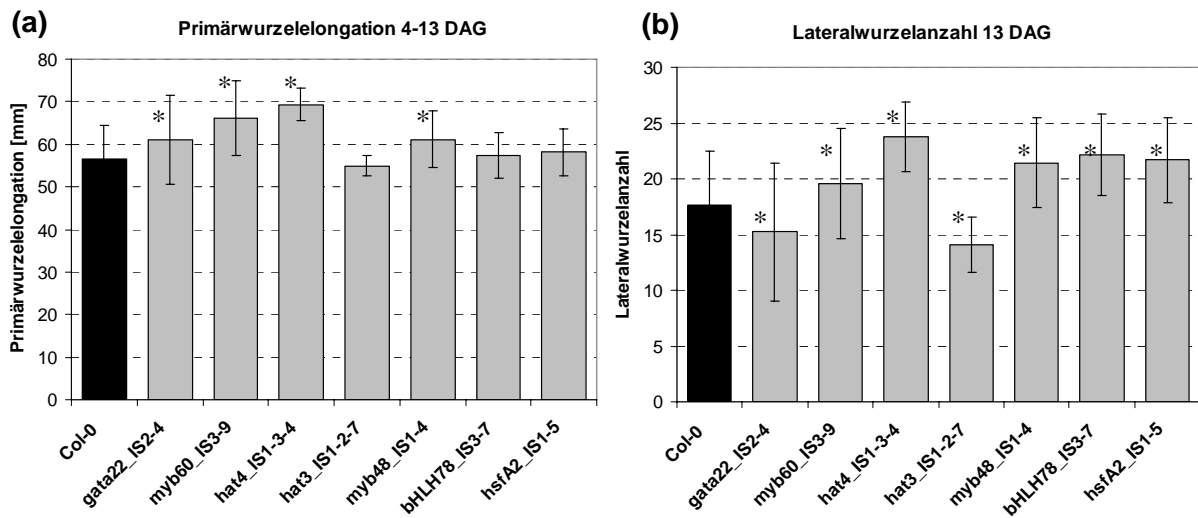 (a)
Primärwurzelelongation 4-13 DAG
Primärwurzelelongation [mm]
80
70
60
50
40
30
20
10
0
* * * *
Col-0
gata22_IS2-4
myb60_IS3-9
hat4_IS1-3-4
hat3_IS1-2-7
myb48_IS1-4
bHLH78_IS3-7
hsfA2_IS1-5
(b)
Lateralwurzelanzahl 13 DAG
Lateralwurzelanzahl
30
25
20
15
10
5
0
* * * * * * *
Col-0
gata22_IS2-4
myb60_IS3-9
hat4_IS1-3-4
hat3_IS1-2-7
myb48_IS1-4
bHLH78_IS3-7
hsfA2_IS1-5